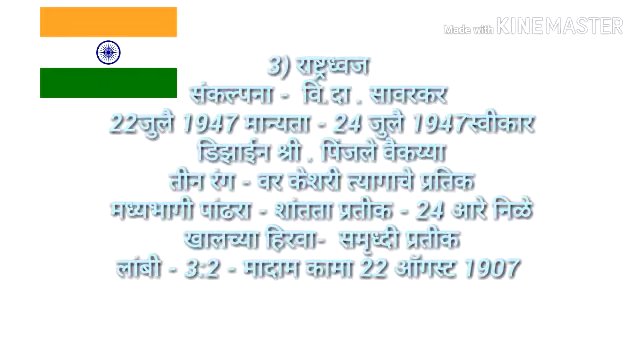 Made with KINEMASTER
3) राष्ट्रध्वज
संकल्पना - वि.दा . सावरकर
22जुलै 1947 मान्यता - 24 जुलै 1947स्वीकार
डिझाईन श्री . पिंजले वैकय्या
तीन रंग - वर केशरी त्यागाचे प्रतिक
मध्यभागी पांढरा - शांतता प्रतीक - 24 आरे निळे
खालच्या हिरवा- समृध्दी प्रतीक
लांबी - 3:2 - मादाम कामा 22 ऑगस्ट 1907